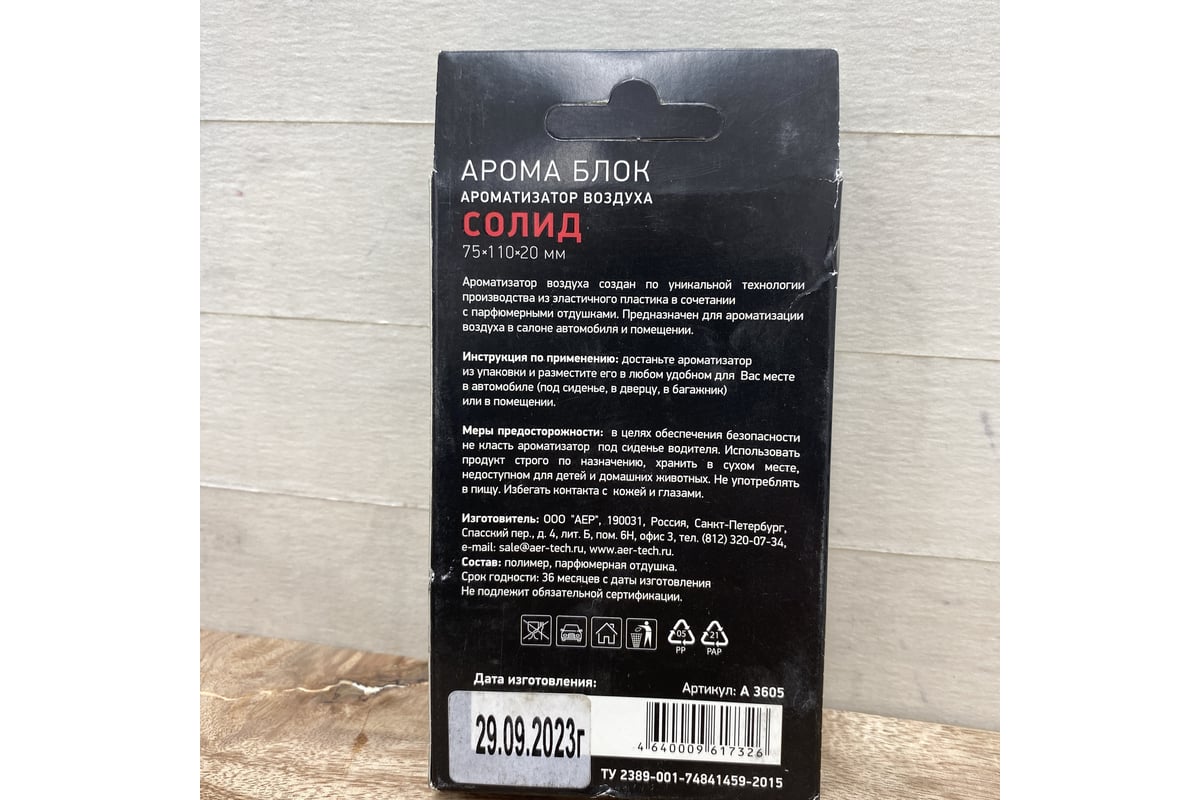 АРОМА БЛОК
АРОМАТИЗАТОР ВОЗДУХА
СОЛИД
75×110×20 мм
Ароматизатор воздуха создан по уникальной технологии
производства из эластичного пластика в сочетании
с парфюмерными отдушками. Предназначен для ароматизации
воздуха в салоне автомобиля и помещении.
Инструкция по применению: достаньте ароматизатор
из упаковки и разместите его в любом удобном для Вас месте
в автомобиле (под сиденье, в дверцу, в багажник)
или в помещении.
Меры предосторожности: в целях обеспечения безопасности
не класть ароматизатор под сиденье водителя. Использовать
продукт строго по назначению, хранить в сухом месте,
недоступном для детей и домашних животных. Не употреблять
в пищу. Избегать контакта с кожей и глазами.
Изготовитель: ООО "АЕР", 190031, Россия, Санкт-Петербург,
Спасский пер., д. 4, лит. Б, пом. 6Н, офис 3, тел. (812) 320-07-34,
e-mail: sale@aer-tech.ru, www.aer-tech.ru.
Состав: полимер, парфюмерная отдушка.
Срок годности: 36 месяцев с даты изготовления
Не подлежит обязательной сертификации.
05 21
PP PAP
Дата изготовления:
Артикул: А 3605
29.09.2023г
4 640009 617326
ТУ 2389-001-74841459-2015